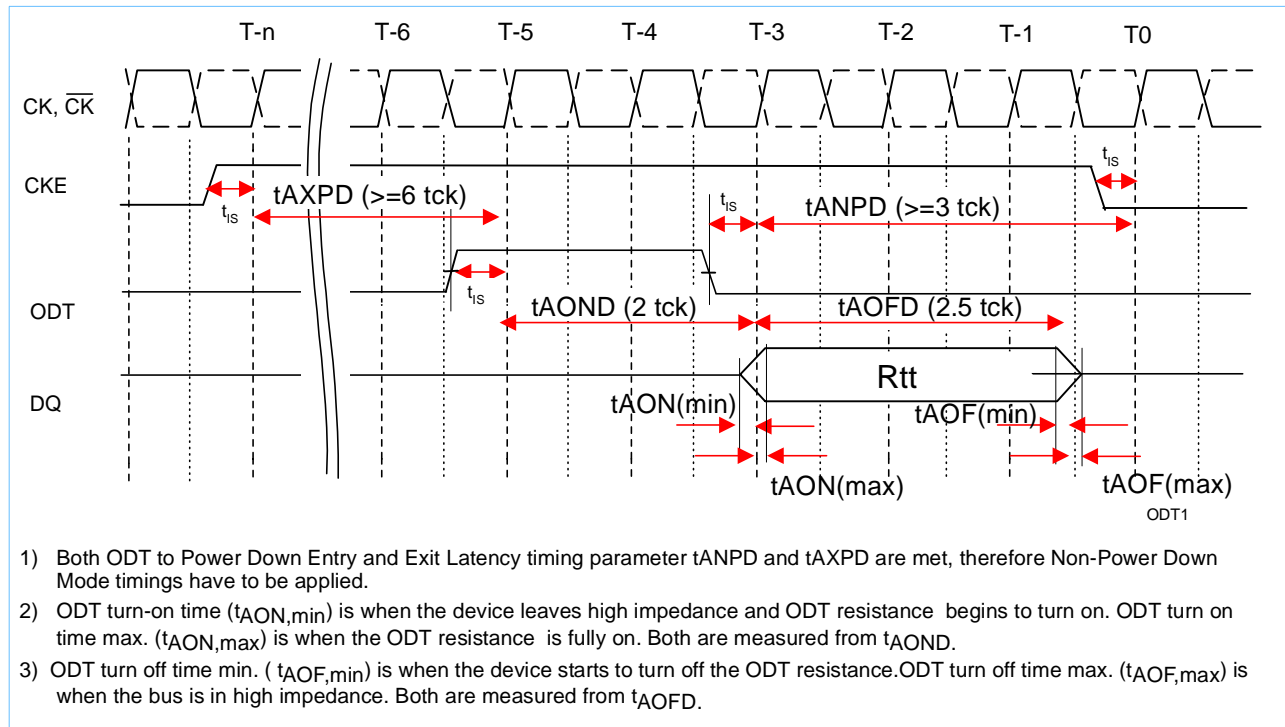 T-n T-6 T-5 T-4 T-3 T-2 T-1 T0
CK, CK
CKE
tIS
tAXPD (>=6 tck)
tIS
tANPD (>=3 tck)
tIS
tIS
ODT
tAOND (2 tck)
tAOFD (2.5 tck)
Rtt
DQ
tAON(min)
tAOF(min)
tAON(max)
tAOF(max)
ODT1
1) Both ODT to Power Down Entry and Exit Latency timing parameter tANPD and tAXPD are met, therefore Non-Power Down
Mode timings have to be applied.
2) ODT turn-on time (tAON,min) is when the device leaves high impedance and ODT resistance begins to turn on. ODT turn on
time max. (tAON,max) is when the ODT resistance is fully on. Both are measured from tAOND.
3) ODT turn off time min. ( tAOF,min) is when the device starts to turn off the ODT resistance.ODT turn off time max. (tAOF,max) is
when the bus is in high impedance. Both are measured from tAOFD.